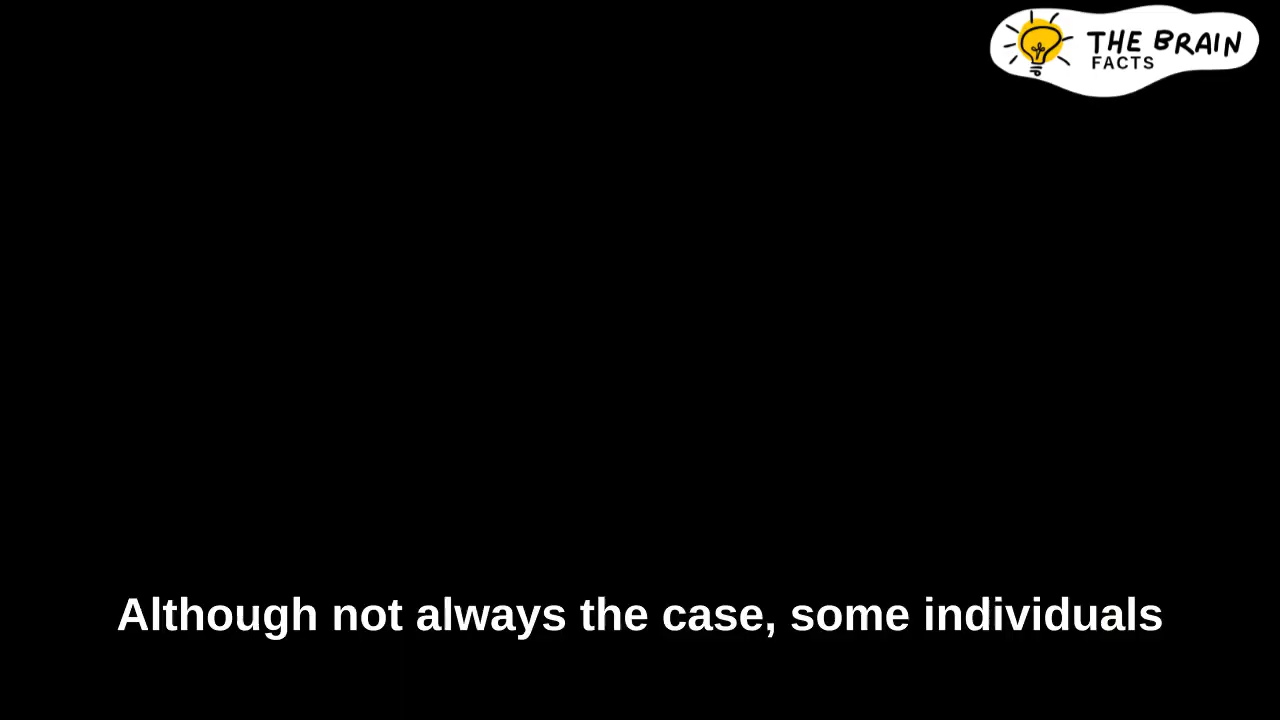 THE BRAIN
FACTS
Although not always the case, some individuals